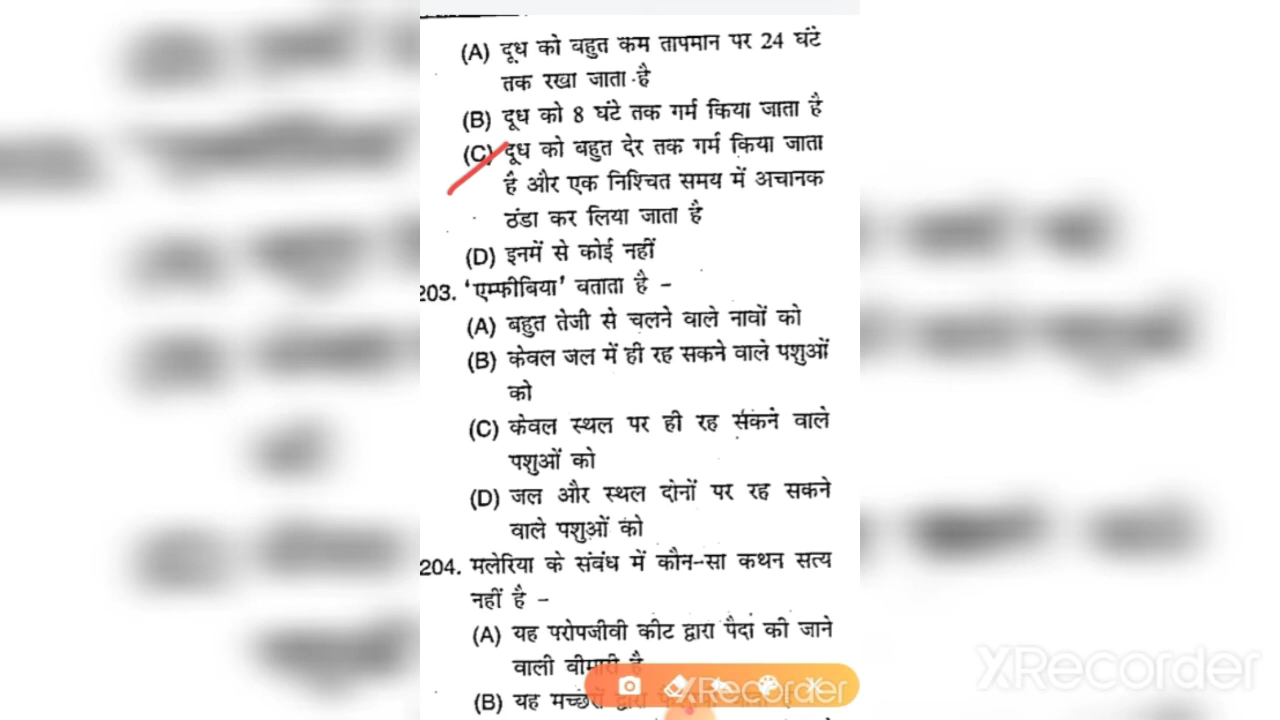 (A) दूध को बहुत कम तापमान पर 24 घंटे
तक रखा जाता है
(B) दूध को 8 घंटे तक गर्म किया जाता है
(C) दूध को बहुत देर तक गर्म किया जाता
है और एक निश्चित समय में अचानक
ठंडा कर लिया जाता है
(D) इनमें से कोई नहीं
203. 'एम्फीबिया' बताता है -
(A) बहुत तेजी से चलने वाले नावों को
(B) केवल जल में ही रह सकने वाले पशुओं
को
(C) केवल स्थल पर ही रह सकने वाले
पशुओं को
(D) जल और स्थल दोनों पर रह सकने
वाले पशुओं को
204. मलेरिया के संबंध में कौन-सा कथन सत्य
नहीं है -
(A) यह परोपजीवी कीट द्वारा पैदा की जाने
वाली बीमारी है
(B) यह मच्छरों द्वारा
XRecorder
XRecorder